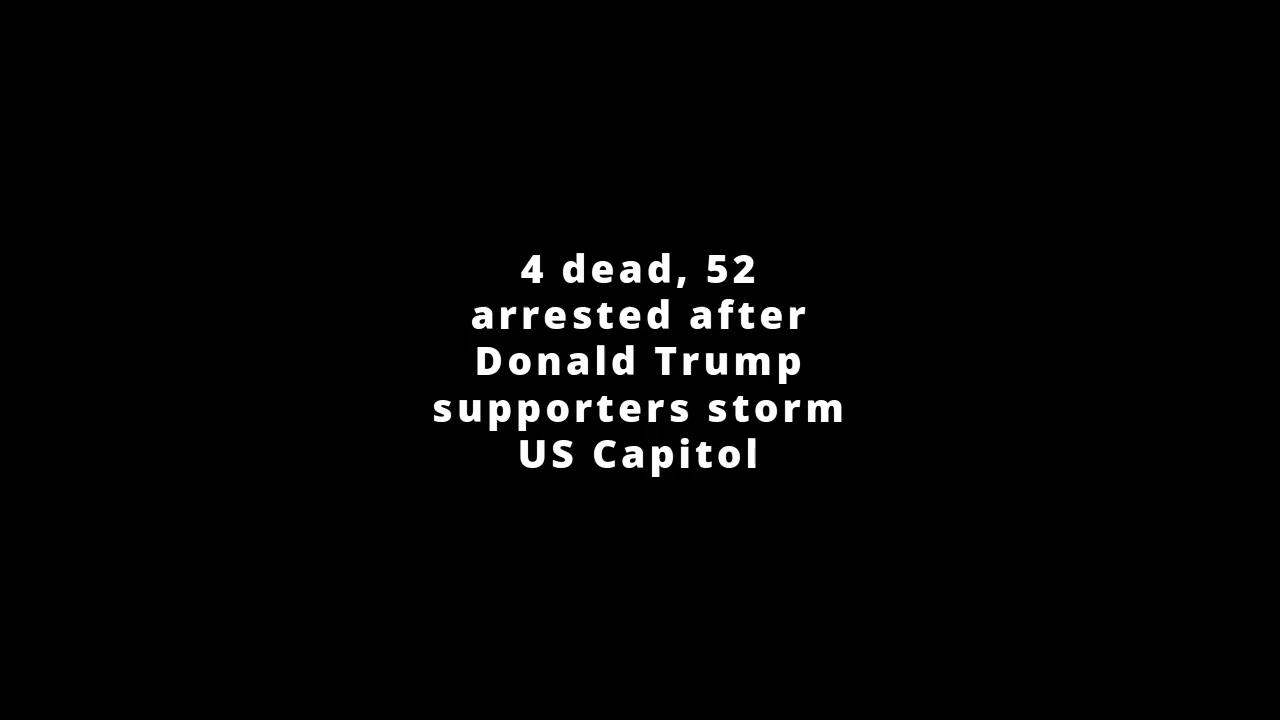 4 dead, 52
arrested after
Donald Trump
supporters storm
US Capitol